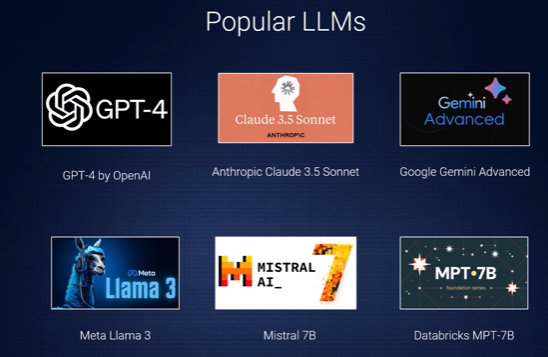 Popular LLMs
GPT-4
Claude 3.5 Sonnet
ANTHROP\C
Gemini
Advanced
GPT-4 by OpenAI
Anthropic Claude 3.5 Sonnet
Google Gemini Advanced
Meta
Llama 3
MISTRAL
AI_
7
MPT-7B
foundation series
Meta Llama 3
Mistral 7B
Databricks MPT-7B